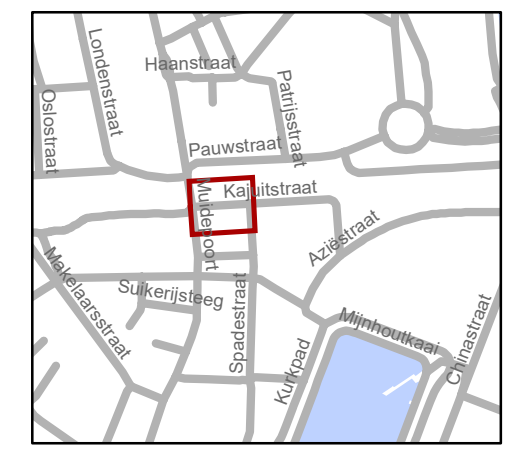 Londenstraat
Haanstraat
Patrijsstraat
Oslostraat
Pauwstraat
Muidepoort
Kajuitstraat
Aziëstraat
Makelaarsstraat
Suikerijsteeg
Spadestraat
Mijnhoutkaai
Chinastraat
Kurkpad